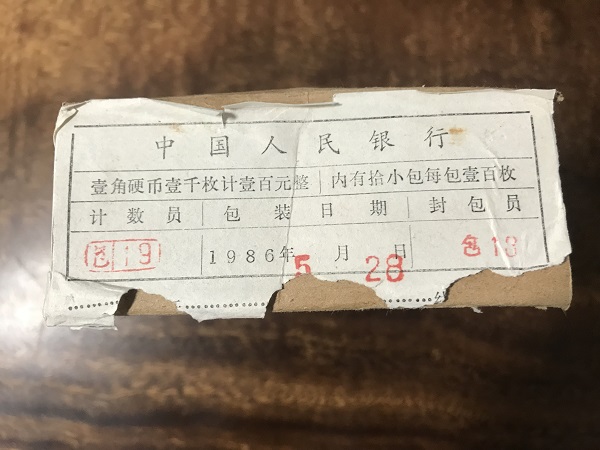 中国人民银行
壹角硬币壹千枚计壹百元整 内有拾小包每包壹百枚
计数员 包装日期 封包员
包 19 1986年5月28日 包 18